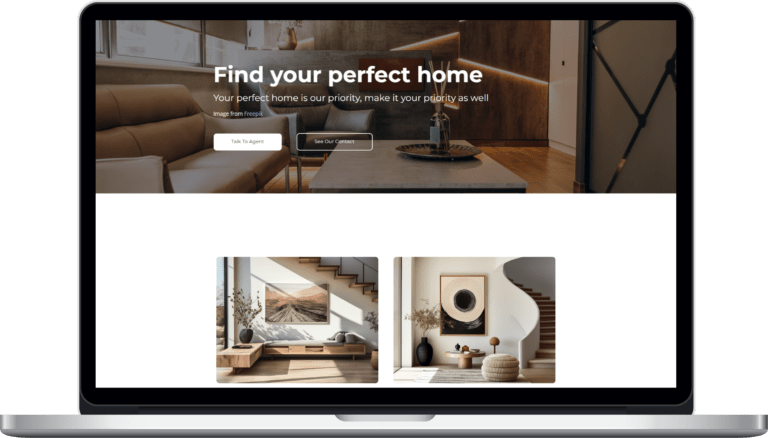 Find your perfect home
Your perfect home is our priority, make it your priority as well
Image from Freepik
Talk To Agent
See Our Contact